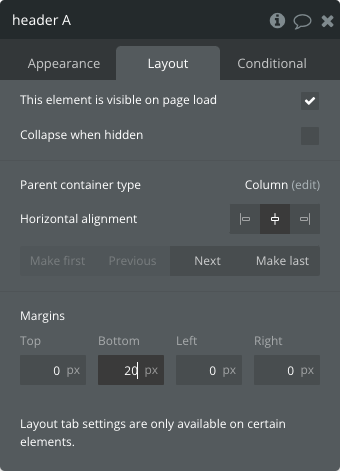 header A
Appearance Layout Conditional
This element is visible on page load
Collapse when hidden
Parent container type Column (edit)
Horizontal alignment
Make first Previous Next Make last
Margins
Top Bottom Left Right
0 px 20 px 0 px 0 px
Layout tab settings are only available on certain
elements.